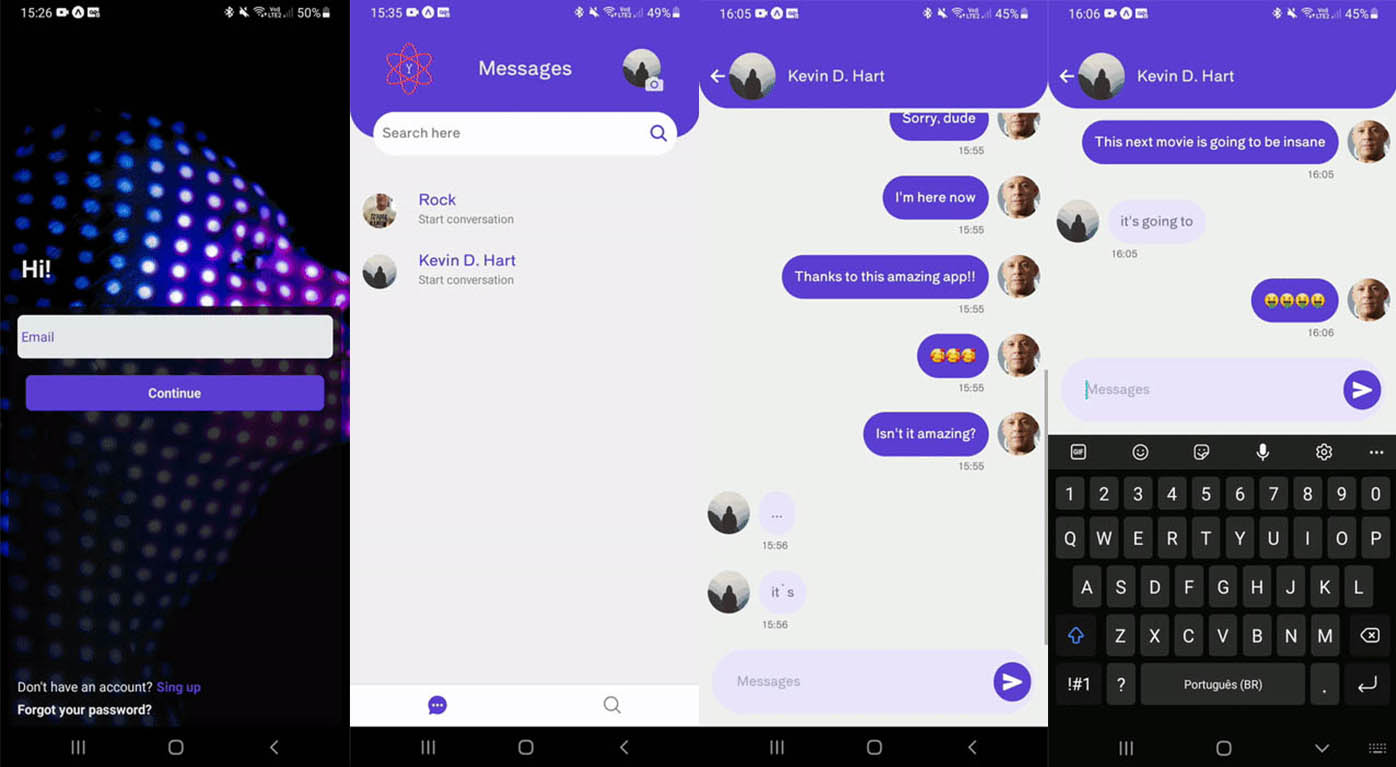 15:26
50%
Hi!
Email
Continue
Don't have an account? Sing up
Forgot your password?
15:35
49%
Y
Messages
Search here
Rock
Start conversation
Kevin D. Hart
Start conversation
16:05
45%
Kevin D. Hart
Sorry, dude
15:55
I'm here now
15:55
Thanks to this amazing app!!
15:55
🥰🥰🥰
15:55
Isn't it amazing?
15:55
...
15:56
it`s
15:56
Messages
16:06
45%
Kevin D. Hart
This next movie is going to be insane
16:05
it's going to
16:05
🤑🤑🤑🤑
16:06
Messages
GIF
1 2 3 4 5 6 7 8 9 0
Q W E R T Y U I O P
A S D F G H J K L
Z X C V B N M
!#1 ? Português (BR) .